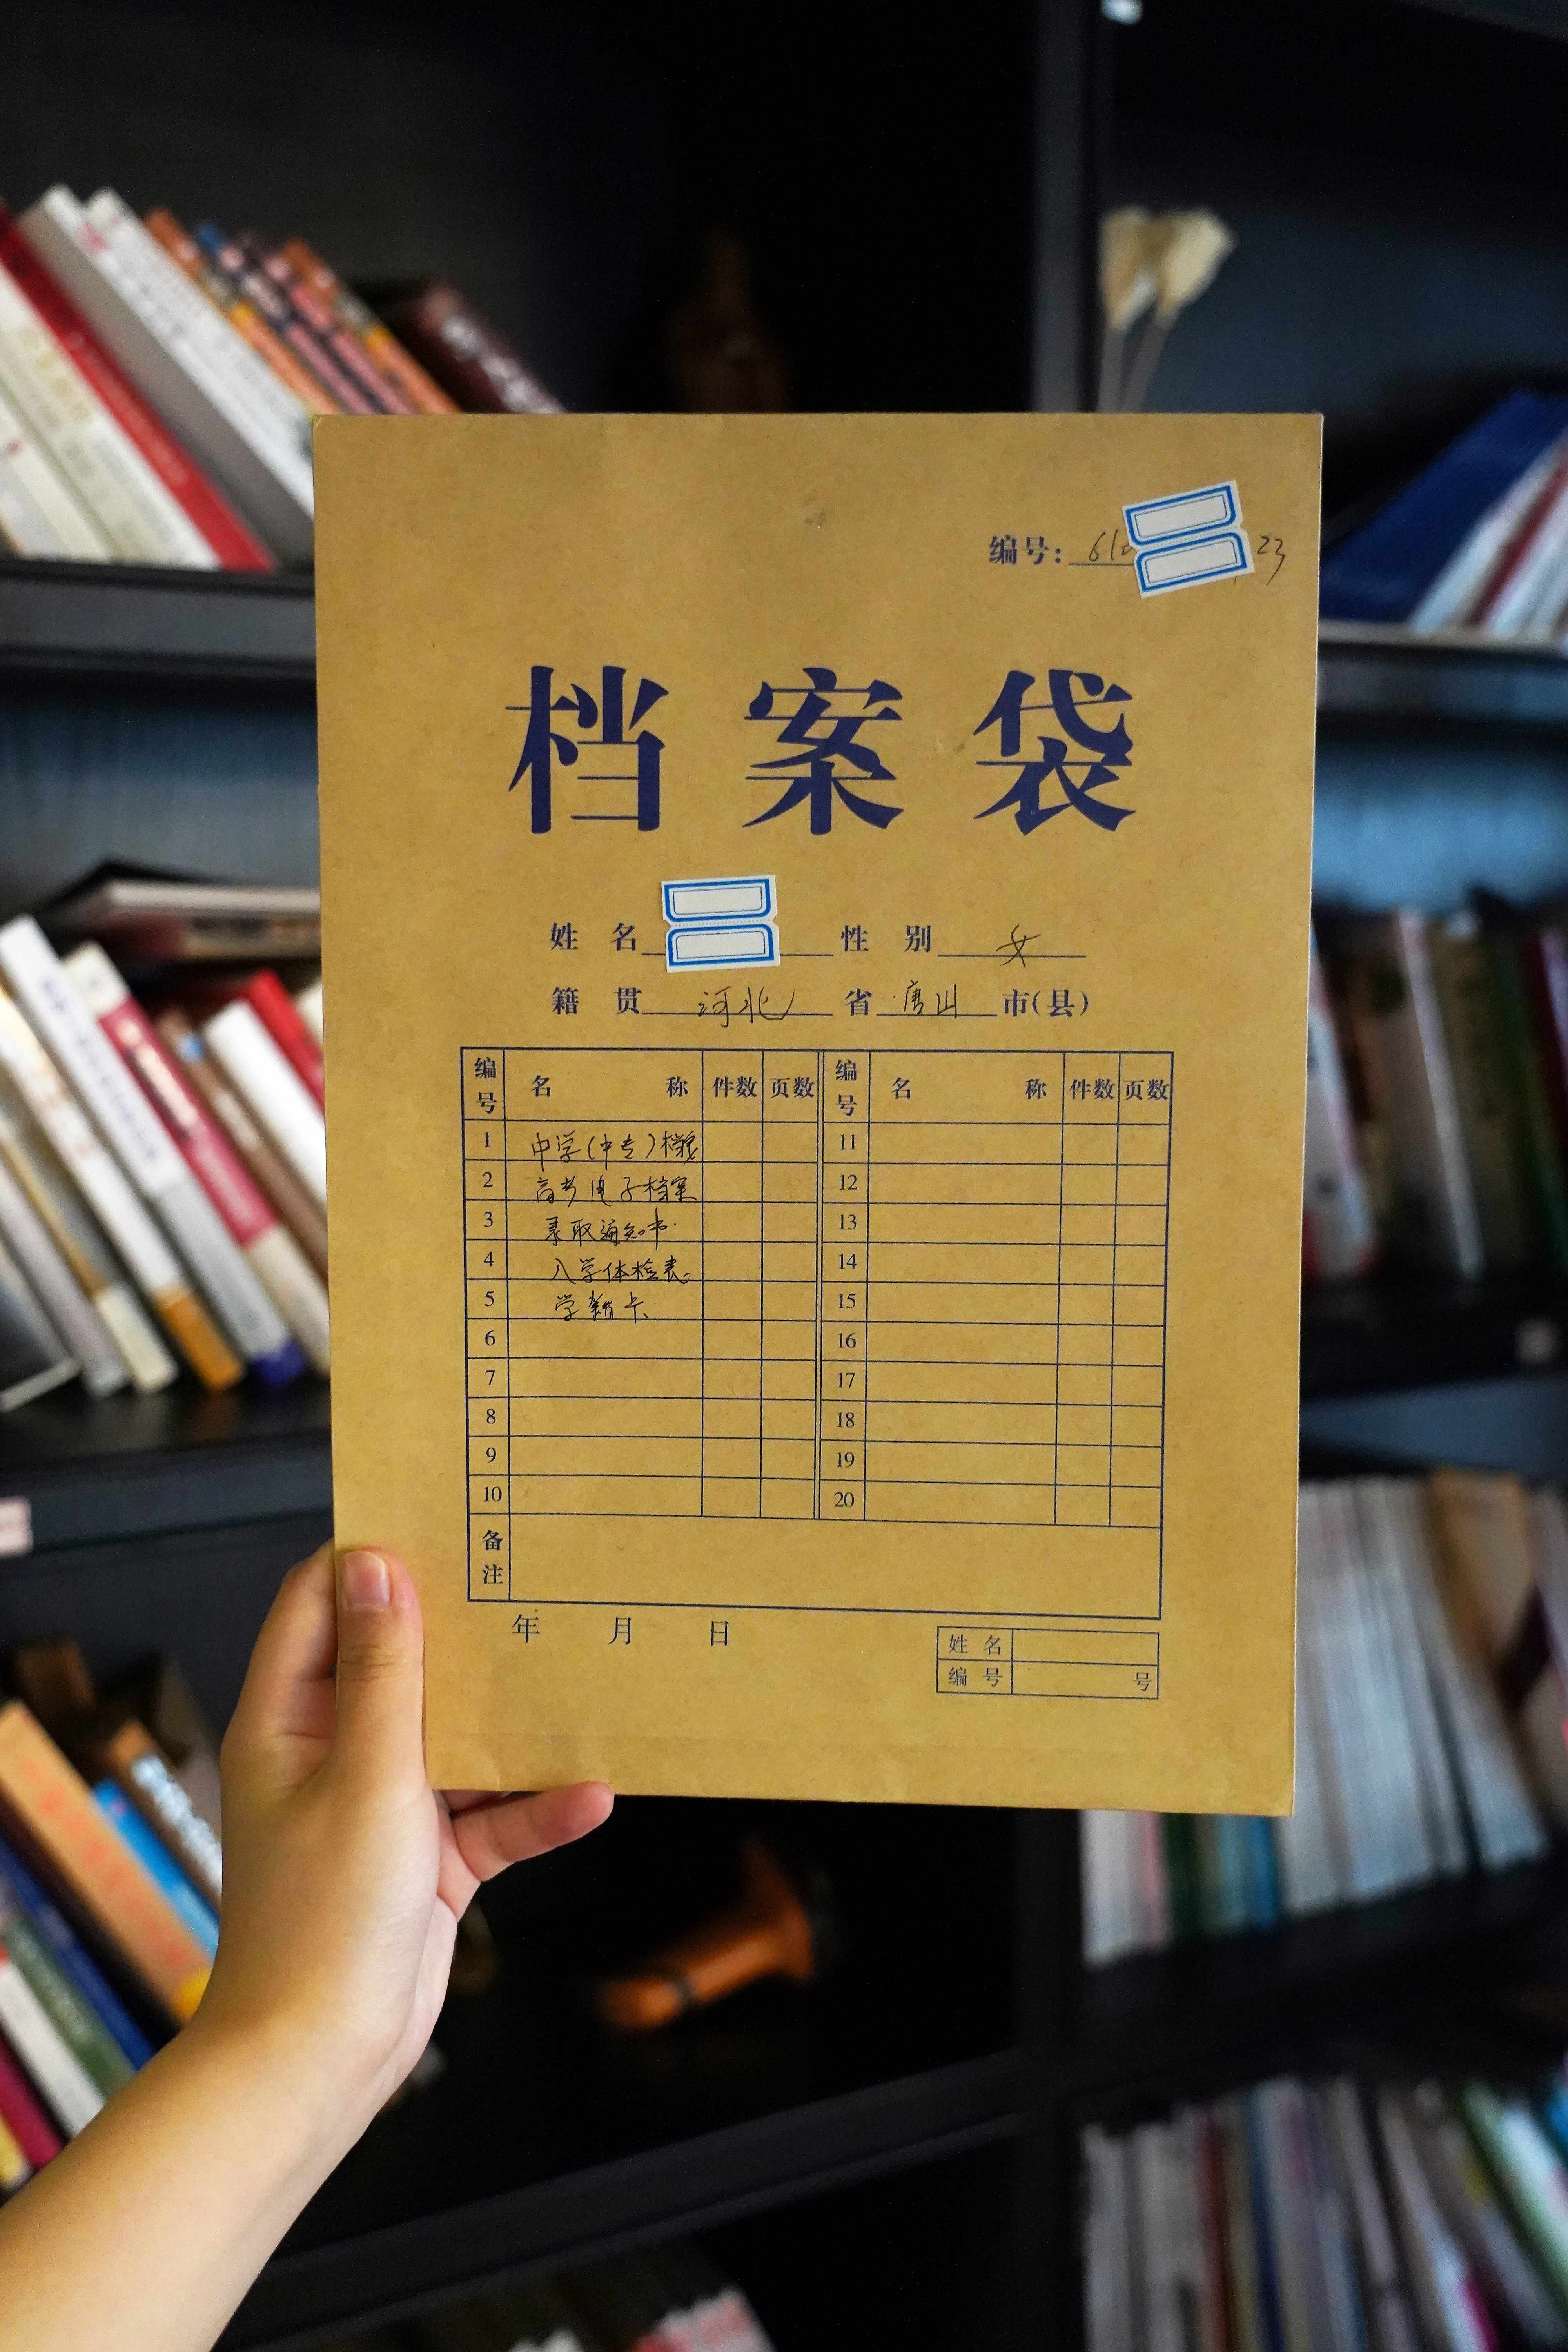 编号: 612 23
档案袋
姓名 性别 女
籍贯 河北 省 唐山 市(县)
编号 名称 件数 页数 编号 名称 件数 页数
1 中学(中专)档案 11
2 高考电子档案 12
3 录取通知书 13
4 入学体检表 14
5 学籍卡 15
6 16
7 17
8 18
9 19
10 20
备注
年 月 日
姓名
编号 号